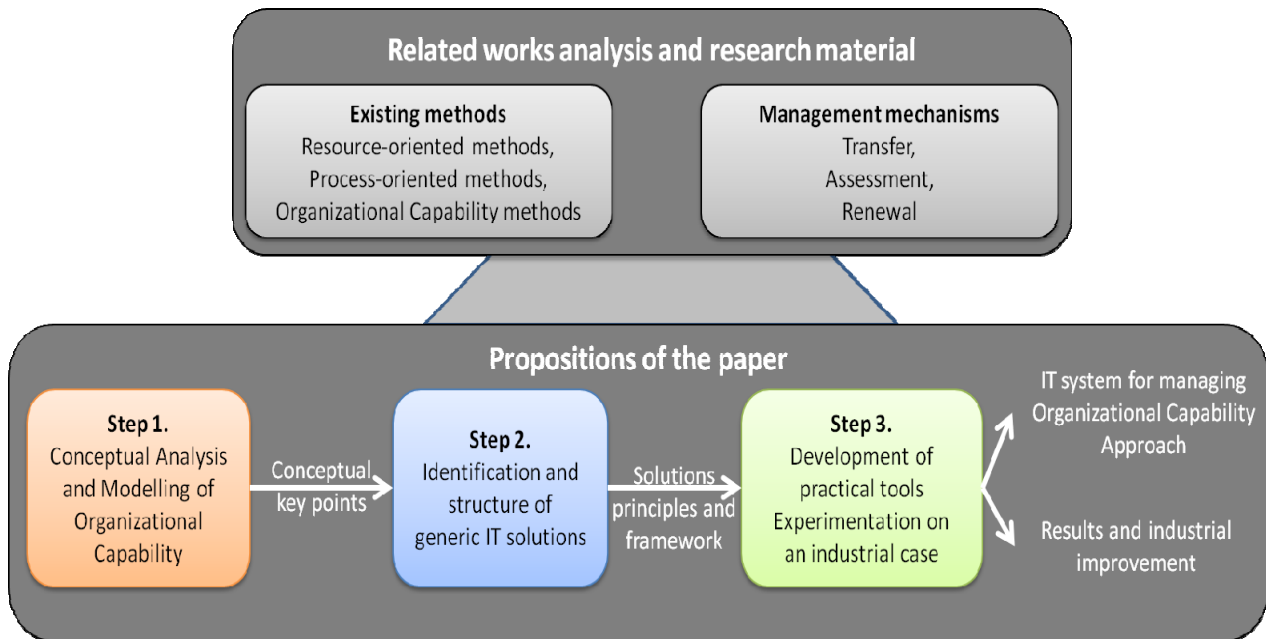 Related works analysis and research material
Existing methods
Resource-oriented methods,
Process-oriented methods,
Organizational Capability methods
Management mechanisms
Transfer,
Assessment,
Renewal
Propositions of the paper
Step 1.
Conceptual Analysis
and Modelling of
Organizational
Capability
Conceptual
key points
Step 2.
Identification and
structure of
generic IT solutions
Solutions
principles and
framework
Step 3.
Development of
practical tools
Experimentation on
an industrial case
IT system for managing
Organizational Capability
Approach
Results and industrial
improvement